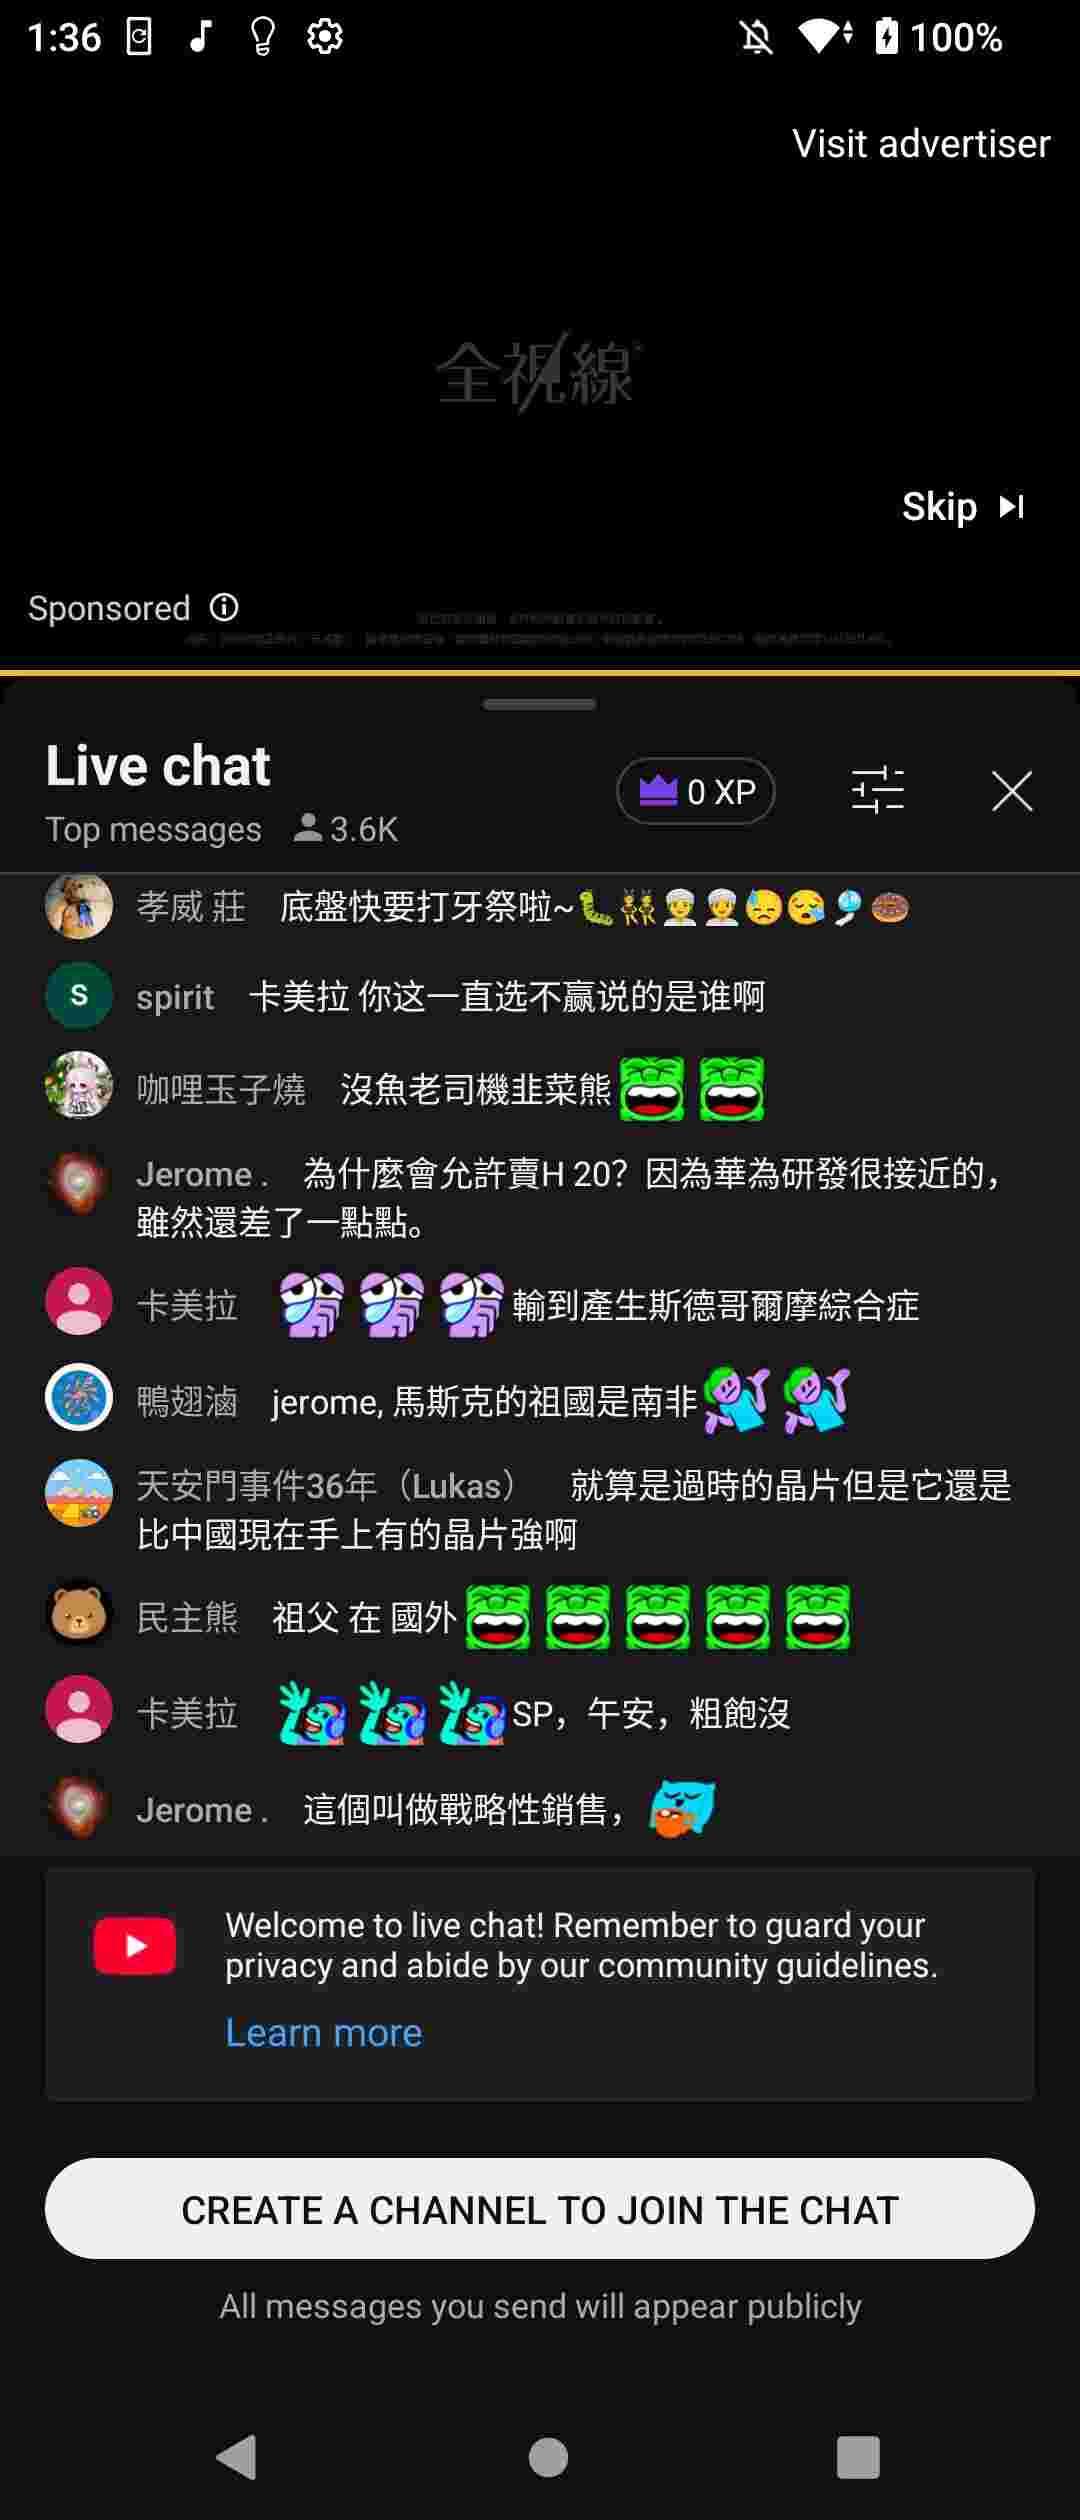 1:36
100%
Visit advertiser
全視線
Skip
Sponsored
Live chat
Top messages 3.6K
0 XP
孝威 莊 底盤快要打牙祭啦~
S
spirit 卡美拉 你这一直选不赢说的是谁啊
咖哩玉子燒 沒魚老司機韭菜熊
Jerome . 為什麼會允許賣H 20？因為華為研發很接近的，
雖然還差了一點點。
卡美拉 輸到產生斯德哥爾摩綜合症
鴨翅滷 jerome, 馬斯克的祖國是南非
天安門事件36年（Lukas） 就算是過時的晶片但是它還是
比中國現在手上有的晶片強啊
民主熊 祖父 在 國外
卡美拉 SP，午安，粗飽沒
Jerome . 這個叫做戰略性銷售，
Welcome to live chat! Remember to guard your
privacy and abide by our community guidelines.
Learn more
CREATE A CHANNEL TO JOIN THE CHAT
All messages you send will appear publicly